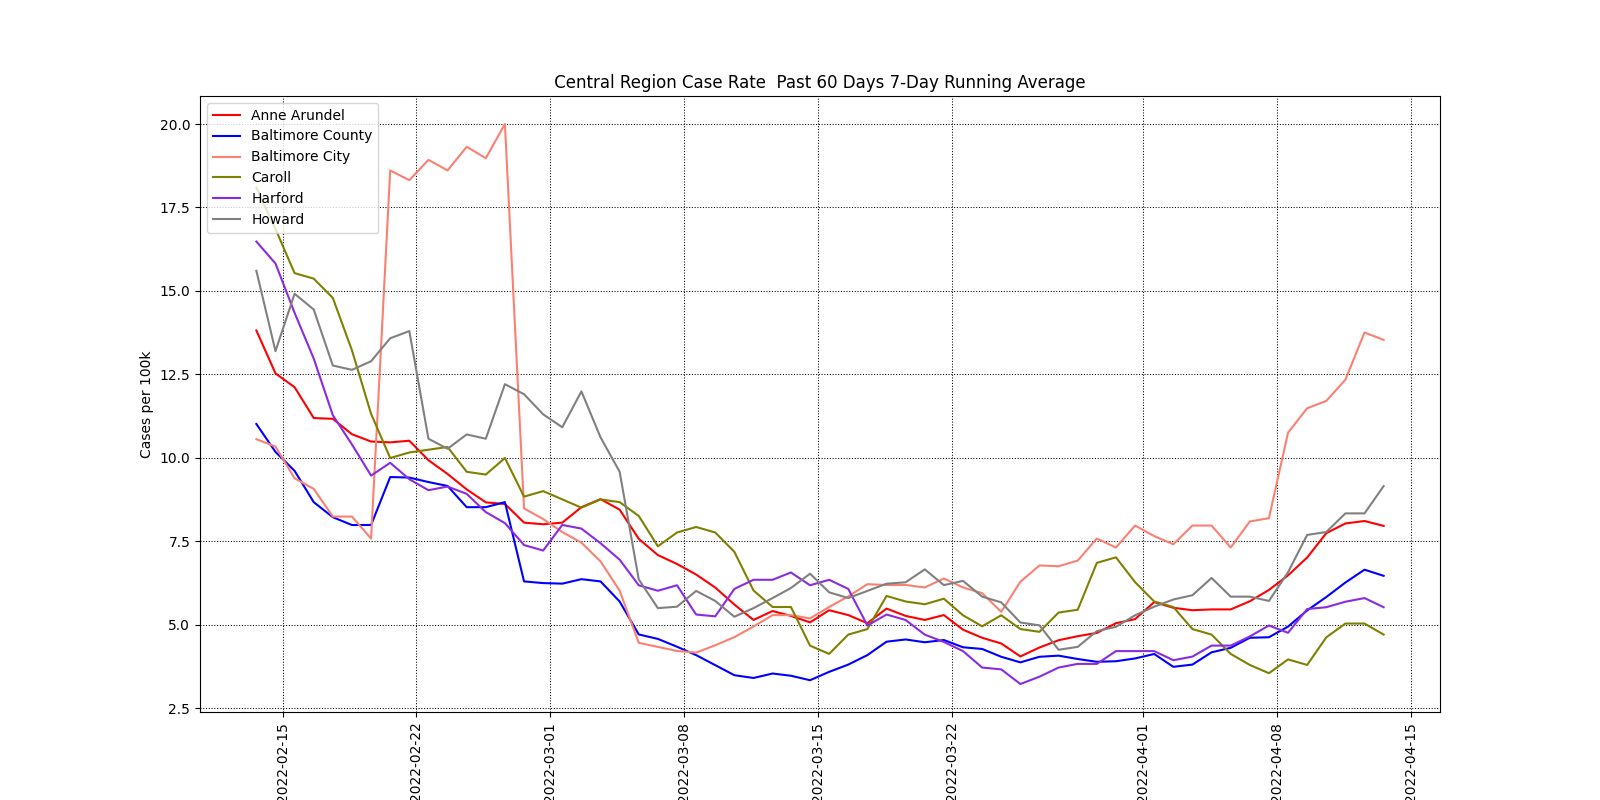 Central Region Case Rate  Past 60 Days 7-Day Running Average
Anne Arundel
Baltimore County
Baltimore City
Caroll
Harford
Howard
20.0
17.5
15.0
12.5
10.0
7.5
5.0
2.5
Cases per 100k
2022-02-15
2022-02-22
2022-03-01
2022-03-08
2022-03-15
2022-03-22
2022-04-01
2022-04-08
2022-04-15